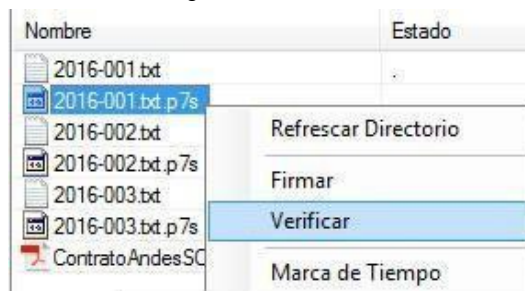 Nombre Estado
2016-001.txt .
2016-001.txt.p7s
2016-002.txt Refrescar Directorio
2016-002.txt.p7s
2016-003.txt Firmar
2016-003.txt.p7s Verificar
ContratoAndesSC
Marca de Tiempo